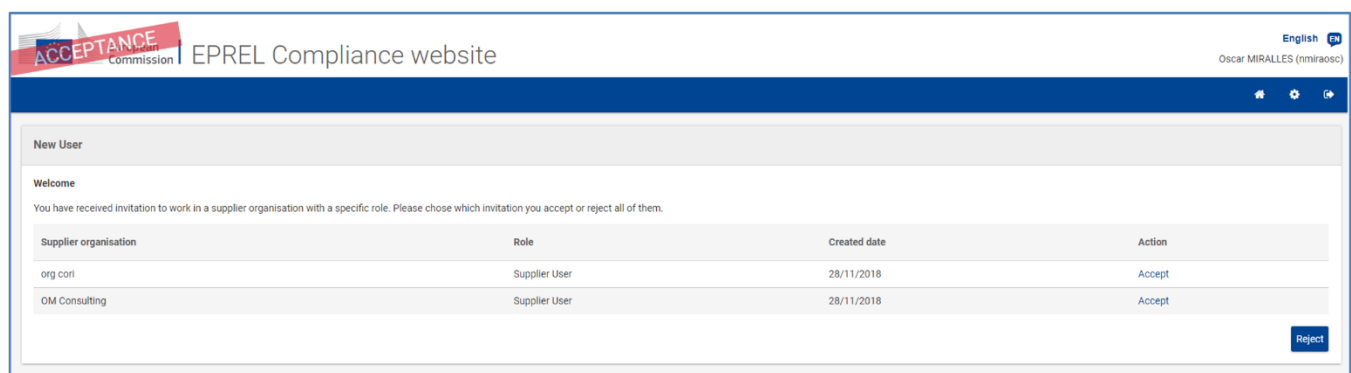 ACCEPTANCE
European
Commission
EPREL Compliance website
English EN
Oscar MIRALLES (nmiraosc)
New User
Welcome
You have received invitation to work in a supplier organisation with a specific role. Please chose which invitation you accept or reject all of them.
Supplier organisation Role Created date Action
org cori Supplier User 28/11/2018 Accept
OM Consulting Supplier User 28/11/2018 Accept
Reject